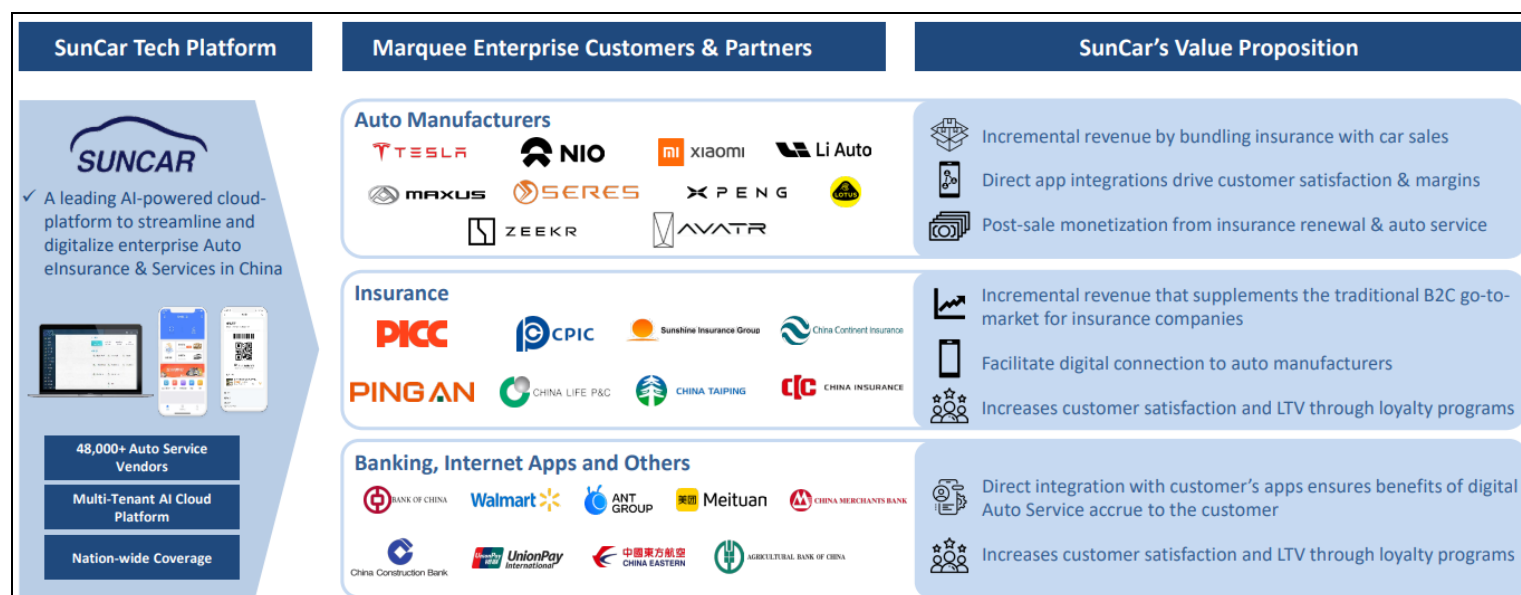 SunCar Tech Platform
Marquee Enterprise Customers & Partners
SunCar's Value Proposition
SUNCAR
✓ A leading AI-powered cloud-
platform to streamline and
digitalize enterprise Auto
eInsurance & Services in China
48,000+ Auto Service
Vendors
Multi-Tenant AI Cloud
Platform
Nation-wide Coverage
Auto Manufacturers
TESLA
NIO
mi xiaomi
Li Auto
MAXUS
SERES
XPENG
LOTUS
ZEEKR
AVATR
Incremental revenue by bundling insurance with car sales
Direct app integrations drive customer satisfaction & margins
Post-sale monetization from insurance renewal & auto service
Insurance
PICC
CPIC
Sunshine Insurance Group
China Continent Insurance
PING AN
CHINA LIFE P&C
CHINA TAIPING
CIC CHINA INSURANCE
Incremental revenue that supplements the traditional B2C go-to-
market for insurance companies
Facilitate digital connection to auto manufacturers
Increases customer satisfaction and LTV through loyalty programs
Banking, Internet Apps and Others
BANK OF CHINA
Walmart
ANT
GROUP
美团 Meituan
CHINA MERCHANTS BANK
China Construction Bank
UnionPay
International
中國東方航空
CHINA EASTERN
AGRICULTURAL BANK OF CHINA
Direct integration with customer's apps ensures benefits of digital
Auto Service accrue to the customer
Increases customer satisfaction and LTV through loyalty programs